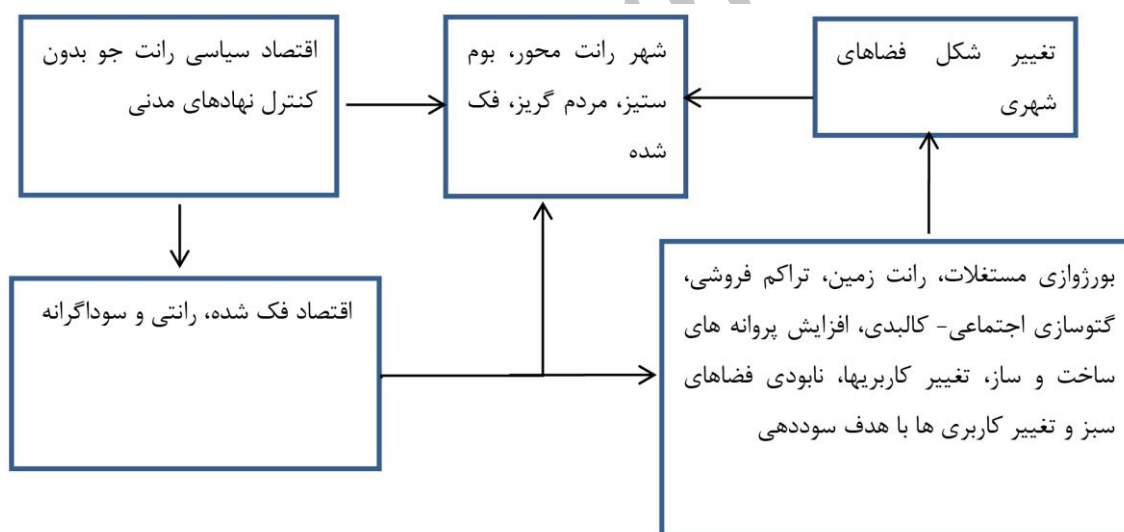 تغییر شکل فضاهای
شهری
شهر رانت محور، بوم
ستیز، مردم گریز، فک
شده
اقتصاد سیاسی رانت جو بدون
کنترل نهادهای مدنی
بورژوازی مستغلات، رانت زمین، تراکم فروشی،
گتوسازی اجتماعی- کالبدی، افزایش پروانه های
ساخت و ساز، تغییر کاربریها، نابودی فضاهای
سبز و تغییر کاربری ها با هدف سوددهی
اقتصاد فک شده، رانتی و سوداگرانه